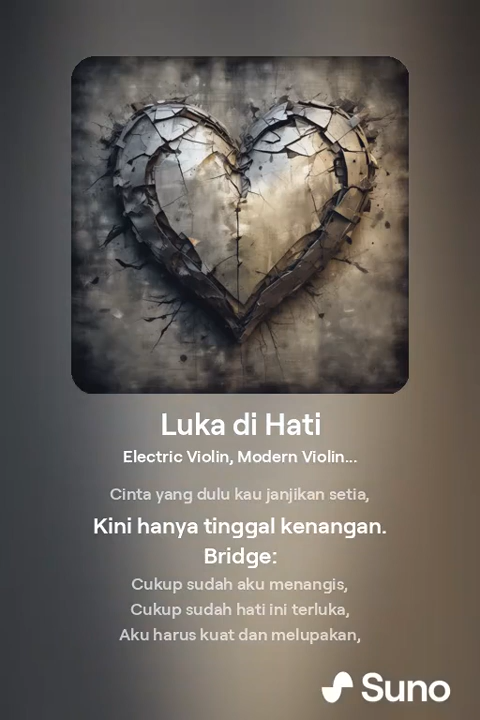 Luka di Hati
Electric Violin, Modern Violin...
Cinta yang dulu kau janjikan setia,
Kini hanya tinggal kenangan.
Bridge:
Cukup sudah aku menangis,
Cukup sudah hati ini terluka,
Aku harus kuat dan melupakan,
Suno